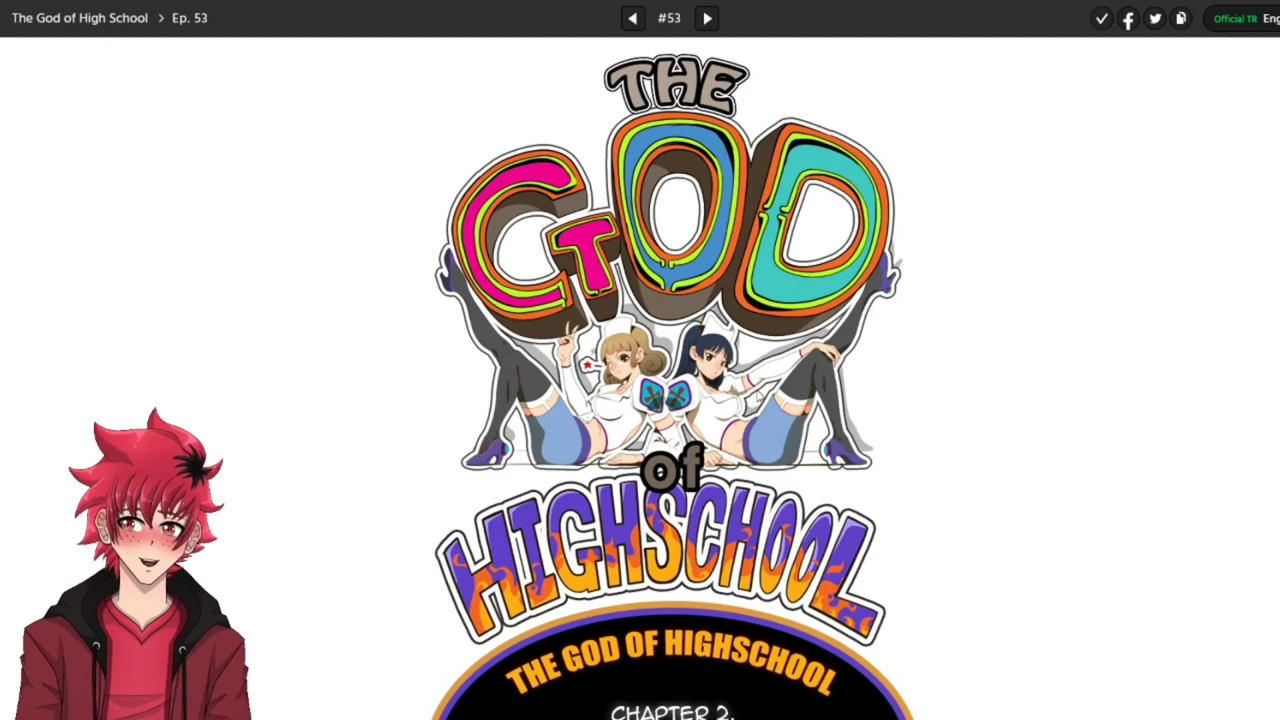 The God of High School > Ep. 53
#53
Official TR Eng
THE
GOD
of
HIGHSCHOOL
THE GOD OF HIGHSCHOOL
CHAPTER 2.